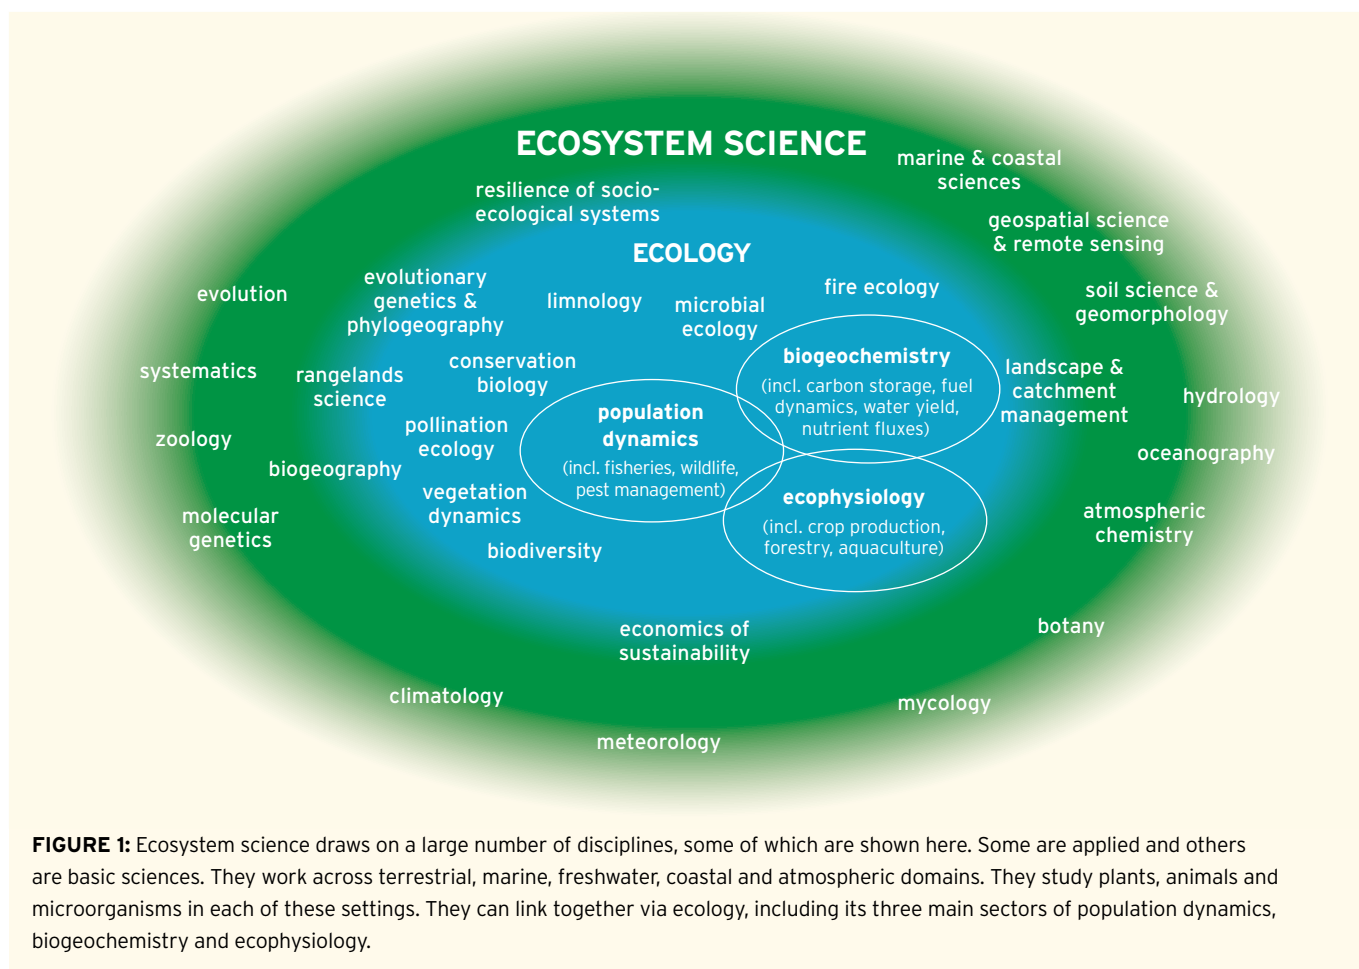 ECOSYSTEM SCIENCE
marine & coastal
sciences
resilience of socio-
ecological systems
geospatial science
& remote sensing
ECOLOGY
evolutionary
genetics &
phylogeography
evolution
limnology
microbial
ecology
fire ecology
soil science &
geomorphology
systematics
rangelands
science
conservation
biology
biogeochemistry
(incl. carbon storage, fuel
dynamics, water yield,
nutrient fluxes)
landscape &
catchment
management
hydrology
zoology
pollination
ecology
population
dynamics
(incl. fisheries, wildlife,
pest management)
biogeography
oceanography
molecular
genetics
vegetation
dynamics
ecophysiology
(incl. crop production,
forestry, aquaculture)
atmospheric
chemistry
biodiversity
economics of
sustainability
botany
climatology
mycology
meteorology
FIGURE 1: Ecosystem science draws on a large number of disciplines, some of which are shown here. Some are applied and others
are basic sciences. They work across terrestrial, marine, freshwater, coastal and atmospheric domains. They study plants, animals and
microorganisms in each of these settings. They can link together via ecology, including its three main sectors of population dynamics,
biogeochemistry and ecophysiology.